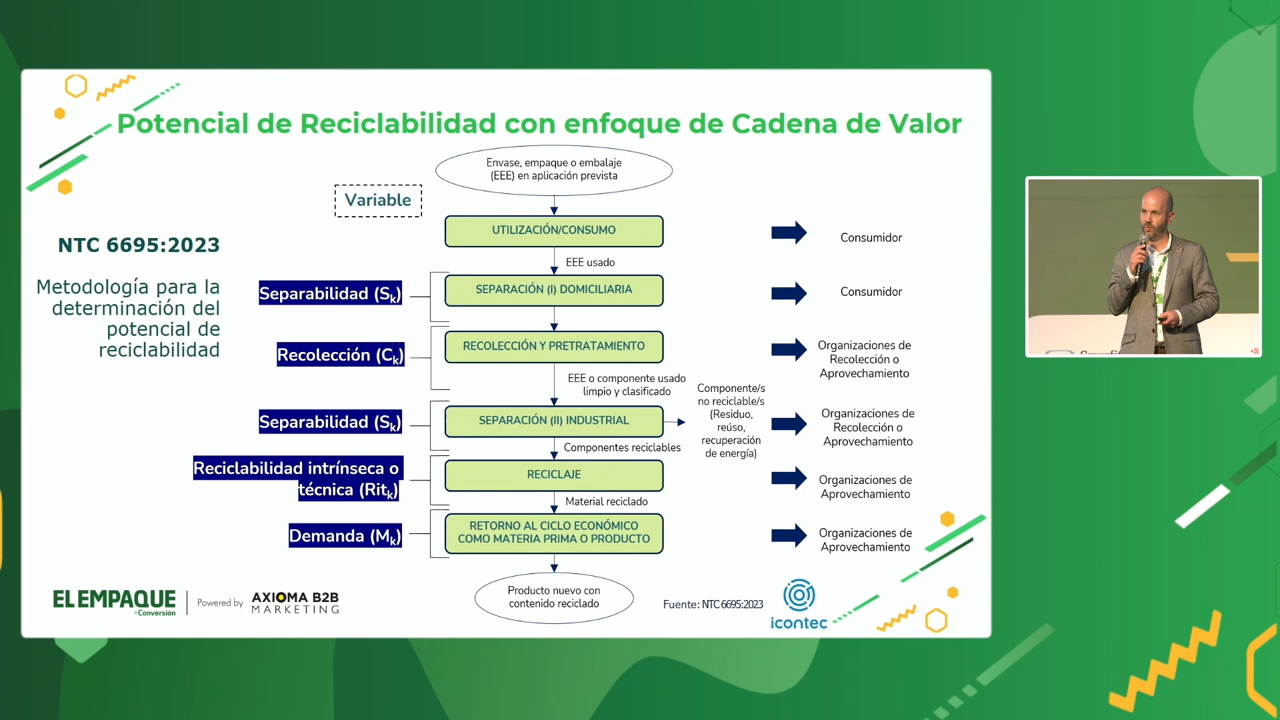 Potencial de Reciclabilidad con enfoque de Cadena de Valor
Envase, empaque o embalaje
(EEE) en aplicación prevista
Variable
NTC 6695:2023
Metodología para la
determinación del
potencial de
reciclabilidad
UTILIZACIÓN/CONSUMO
Consumidor
EEE usado
Separabilidad (Sk)
SEPARACIÓN (I) DOMICILIARIA
Consumidor
Recolección (Ck)
RECOLECCIÓN Y PRETRATAMIENTO
Organizaciones de
Recolección o
Aprovechamiento
EEE o componente usado
limpio y clasificado
Componente/s
no reciclable/s
(Residuo,
reúso,
recuperación
de energía)
Separabilidad (Sk)
SEPARACIÓN (II) INDUSTRIAL
Organizaciones de
Recolección o
Aprovechamiento
Componentes reciclables
Reciclabilidad intrínseca o
técnica (Ritk)
RECICLAJE
Organizaciones de
Aprovechamiento
Material reciclado
Demanda (Mk)
RETORNO AL CICLO ECONÓMICO
COMO MATERIA PRIMA O PRODUCTO
Organizaciones de
Aprovechamiento
Producto nuevo con
contenido reciclado
EL EMPAQUE
+Conversión
Powered by
AXIOMA B2B
MARKETING
Fuente: NTC 6695:2023
icontec